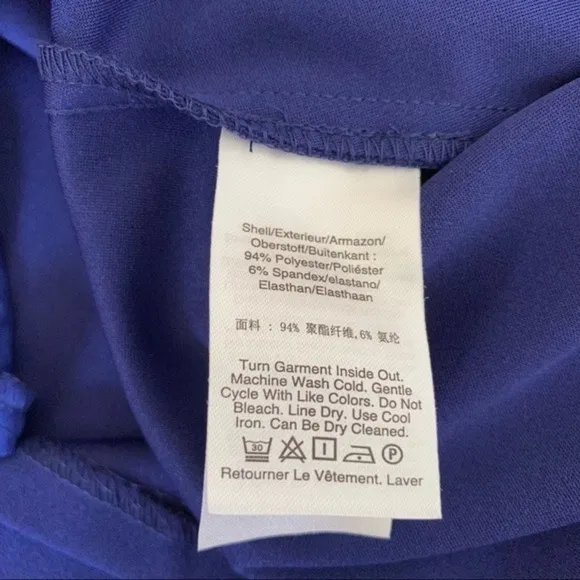 Shell/Exterieur/Armazon/
Oberstoff/Buitenkant :
94% Polyester/Poliéster
6% Spandex/elastano/
Elasthan/Elasthaan
面料 : 94% 聚酯纤维,6% 氨纶
Turn Garment Inside Out.
Machine Wash Cold. Gentle
Cycle With Like Colors. Do Not
Bleach. Line Dry. Use Cool
Iron. Can Be Dry Cleaned.
30 P
Retourner Le Vêtement. Laver